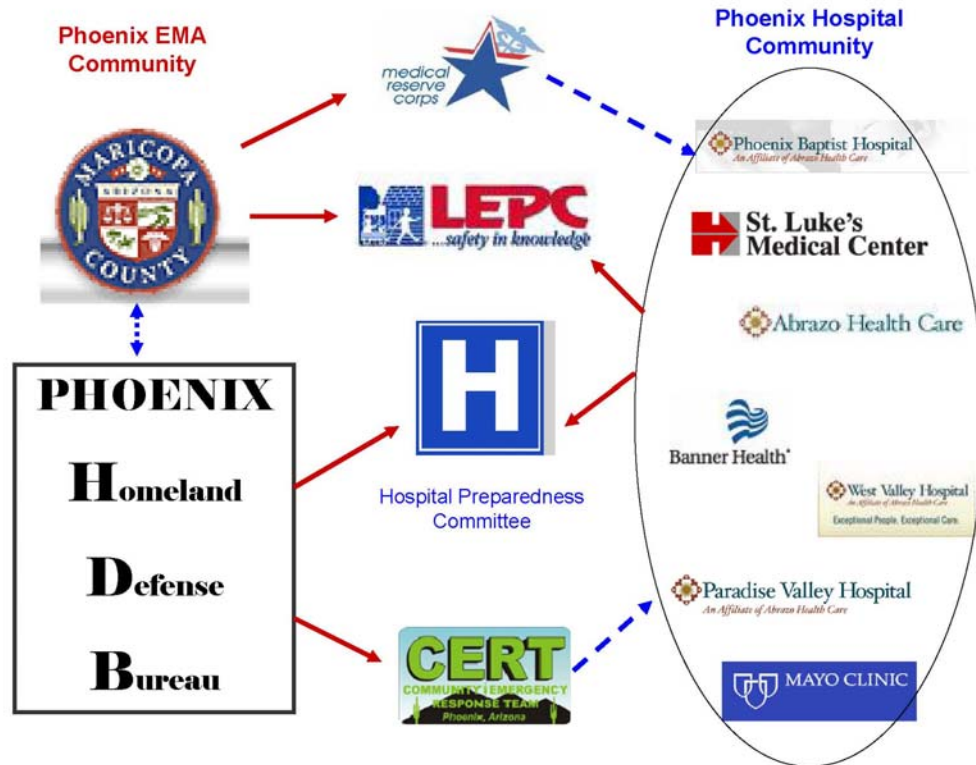 Phoenix EMA
Community
Phoenix Hospital
Community
medical
reserve
corps
MARICOPA
ARIZONA
COUNTY
LEPC
...safety in knowledge
Phoenix Baptist Hospital
An Affiliate of Abrazo Health Care
St. Luke's
Medical Center
Abrazo Health Care
PHOENIX
Homeland
Defense
Bureau
H
Hospital Preparedness
Committee
Banner Health
West Valley Hospital
An Affiliate of Abrazo Health Care
Exceptional People. Exceptional Care.
Paradise Valley Hospital
An Affiliate of Abrazo Health Care
CERT
COMMUNITY EMERGENCY
RESPONSE TEAM
Phoenix, Arizona
MAYO CLINIC